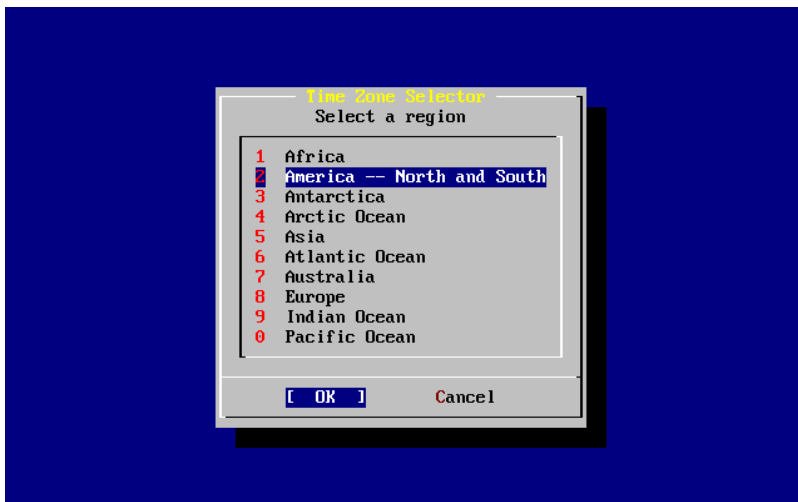 Time Zone Selector
Select a region
1 Africa
2 America -- North and South
3 Antarctica
4 Arctic Ocean
5 Asia
6 Atlantic Ocean
7 Australia
8 Europe
9 Indian Ocean
0 Pacific Ocean
[ OK ] Cancel